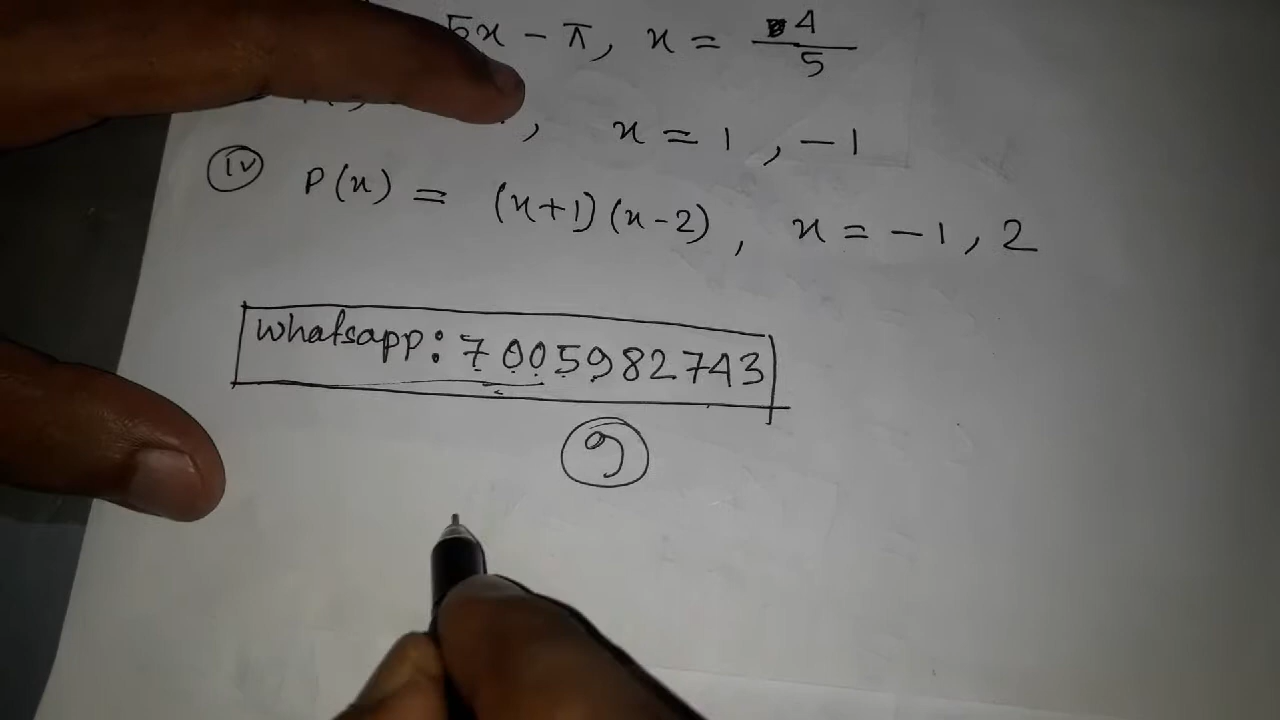 5x - π, x = 4/5
, x = 1, -1
(iv) P(x) = (x+1)(x-2), x = -1, 2
Whatsapp: 7005982743
9